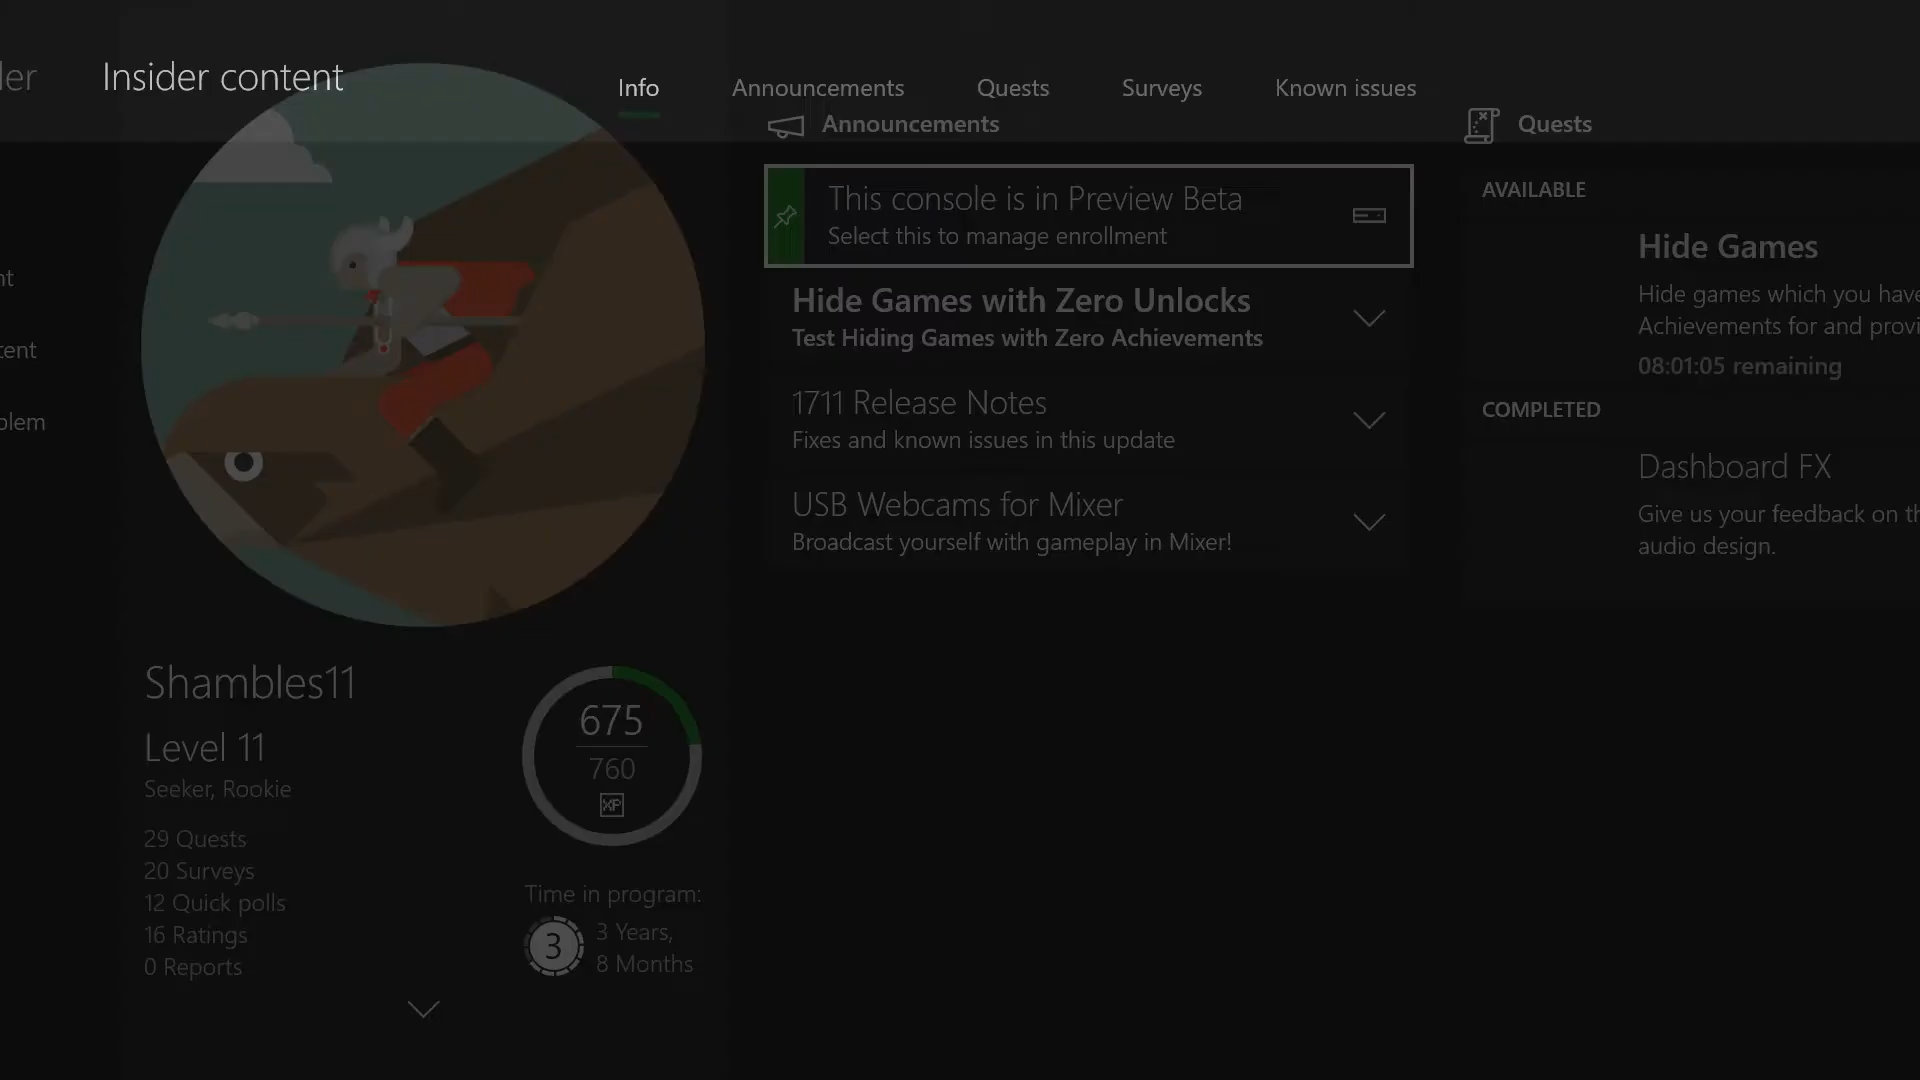 Insider content
Info
Announcements
Quests
Surveys
Known issues
Announcements
This console is in Preview Beta
Select this to manage enrollment
Hide Games with Zero Unlocks
Test Hiding Games with Zero Achievements
1711 Release Notes
Fixes and known issues in this update
USB Webcams for Mixer
Broadcast yourself with gameplay in Mixer!
Quests
AVAILABLE
Hide Games
Hide games which you have
Achievements for and provi
08:01:05 remaining
COMPLETED
Dashboard FX
Give us your feedback on th
audio design.
Shambles11
Level 11
Seeker, Rookie
29 Quests
20 Surveys
12 Quick polls
16 Ratings
0 Reports
675
760
XP
Time in program:
3
3 Years,
8 Months